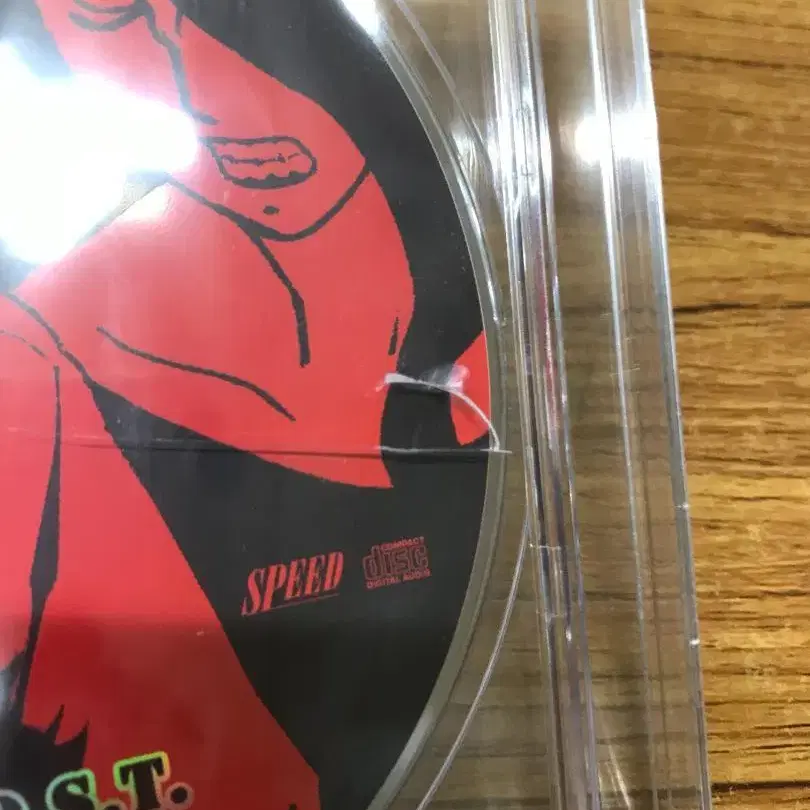 SPEED
COMPACT
disc
DIGITAL AUDIO
S.T.